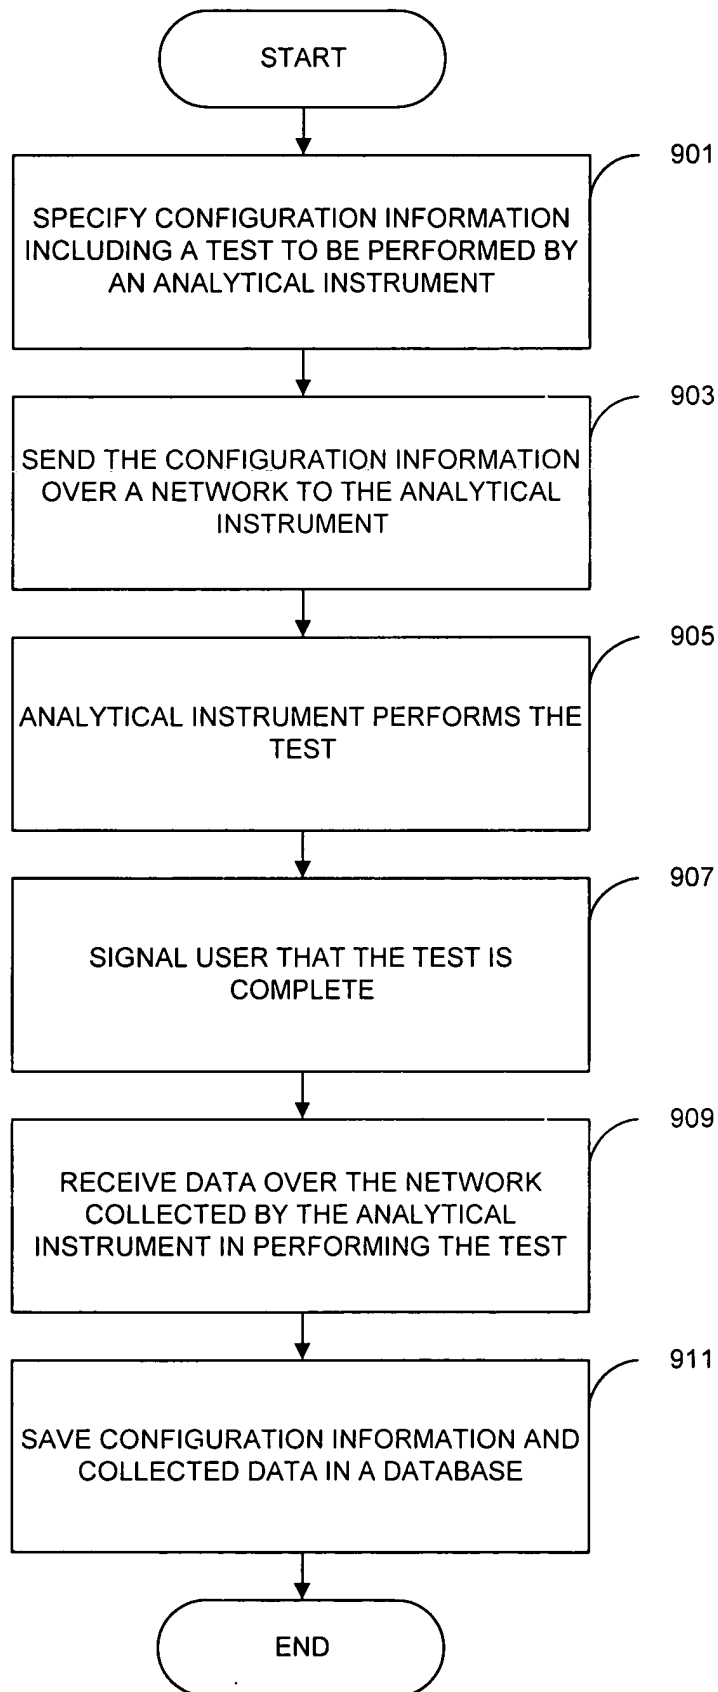 START
901
SPECIFY CONFIGURATION INFORMATION
INCLUDING A TEST TO BE PERFORMED BY
AN ANALYTICAL INSTRUMENT
903
SEND THE CONFIGURATION INFORMATION
OVER A NETWORK TO THE ANALYTICAL
INSTRUMENT
905
ANALYTICAL INSTRUMENT PERFORMS THE
TEST
907
SIGNAL USER THAT THE TEST IS
COMPLETE
909
RECEIVE DATA OVER THE NETWORK
COLLECTED BY THE ANALYTICAL
INSTRUMENT IN PERFORMING THE TEST
911
SAVE CONFIGURATION INFORMATION AND
COLLECTED DATA IN A DATABASE
END